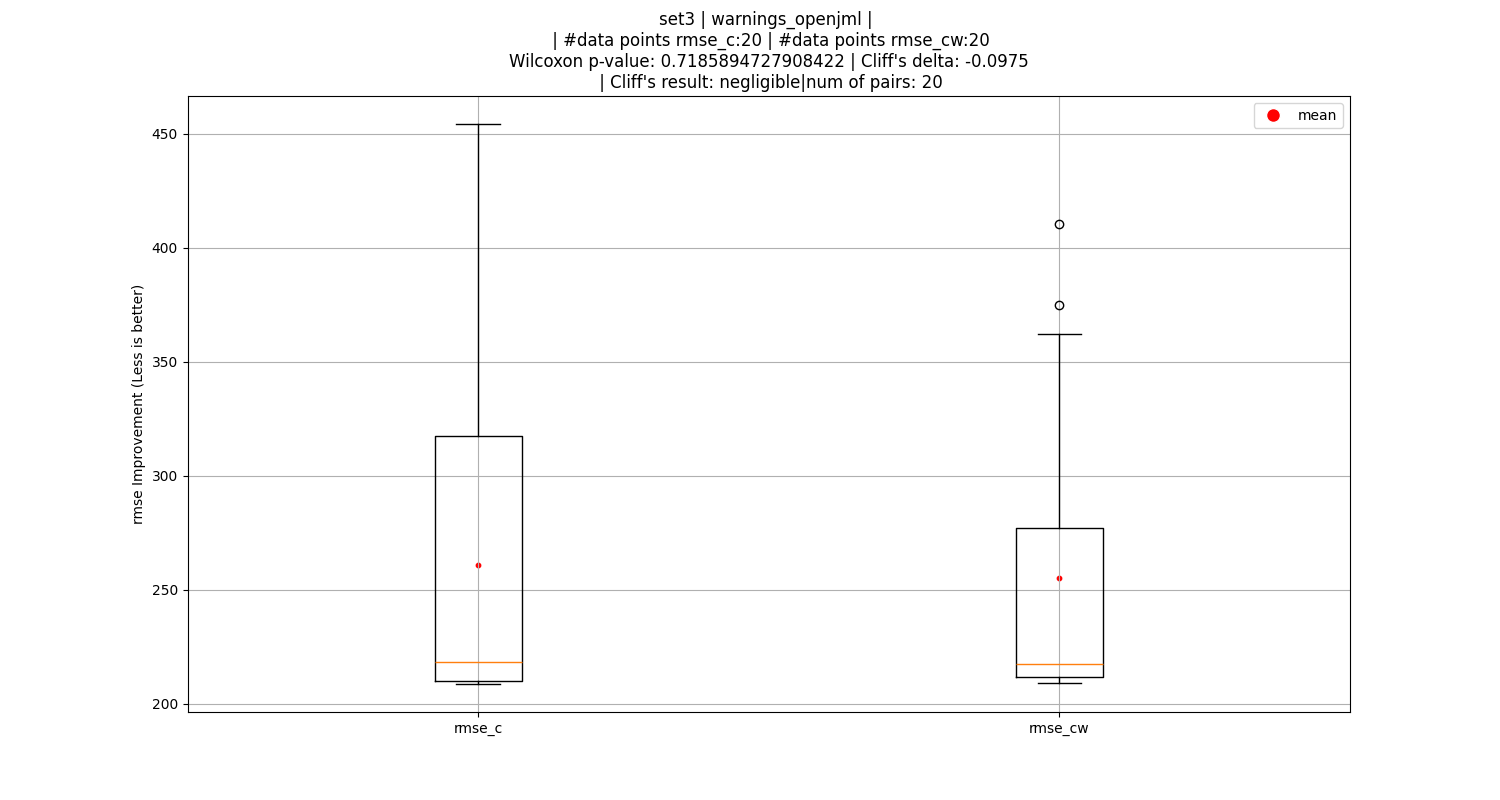 set3 | warnings_openjml |
| #data points rmse_c:20 | #data points rmse_cw:20
Wilcoxon p-value: 0.7185894727908422 | Cliff's delta: -0.0975
| Cliff's result: negligible|num of pairs: 20
mean
450
400
350
300
250
200
rmse Improvement (Less is better)
rmse_c
rmse_cw